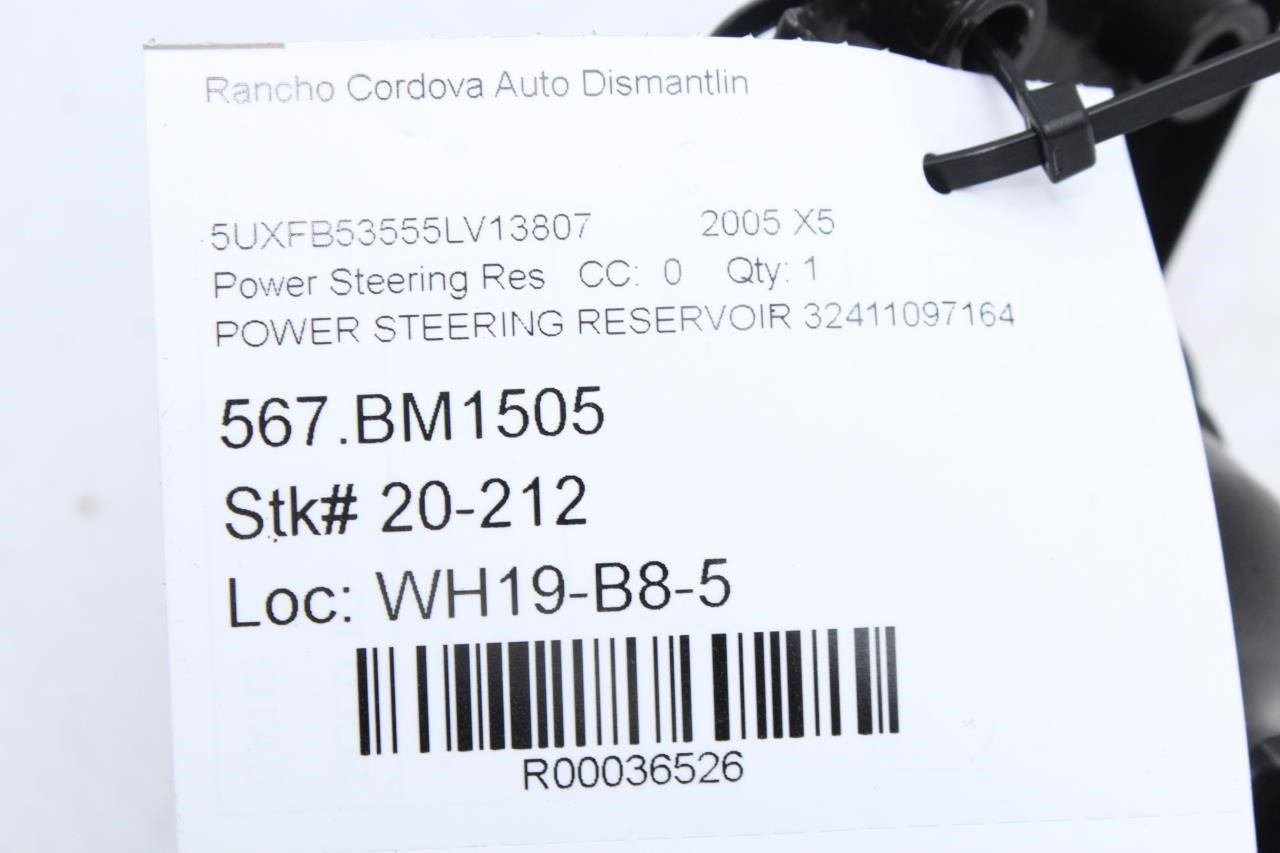 Rancho Cordova Auto Dismantlin
5UXFB53555LV13807 2005 X5
Power Steering Res CC: 0 Qty: 1
POWER STEERING RESERVOIR 32411097164
567.BM1505
Stk# 20-212
Loc: WH19-B8-5
R00036526